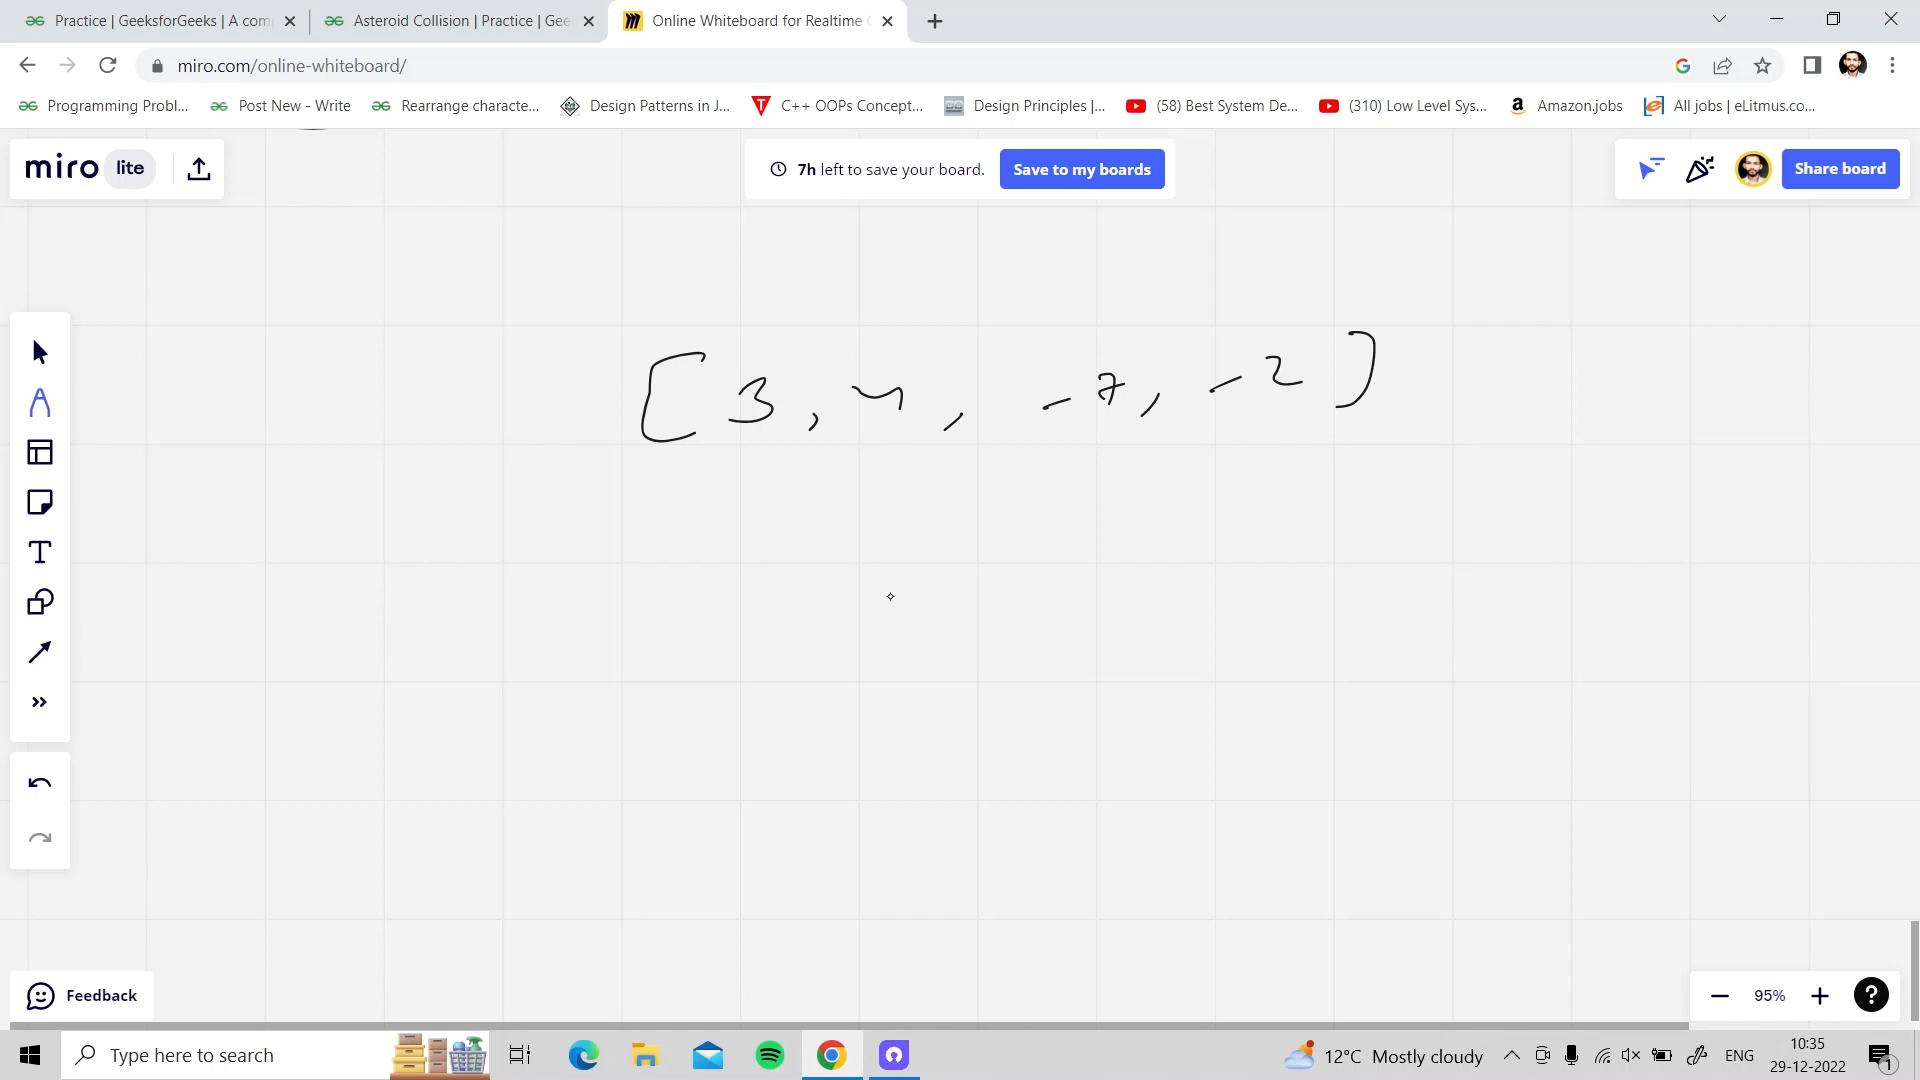 Practice | GeeksforGeeks | A com
Asteroid Collision | Practice | Gee
Online Whiteboard for Realtime
miro.com/online-whiteboard/
Programming Probl...
Post New - Write
Rearrange characte...
Design Patterns in J...
C++ OOPs Concept...
Design Principles |...
(58) Best System De...
(310) Low Level Sys...
Amazon.jobs
All jobs | eLitmus.co...
miro lite
7h left to save your board.
Save to my boards
Share board
[ 3 , 4 , -7 , -2 ]
Feedback
95%
Type here to search
12°C Mostly cloudy
ENG
10:35
29-12-2022
1